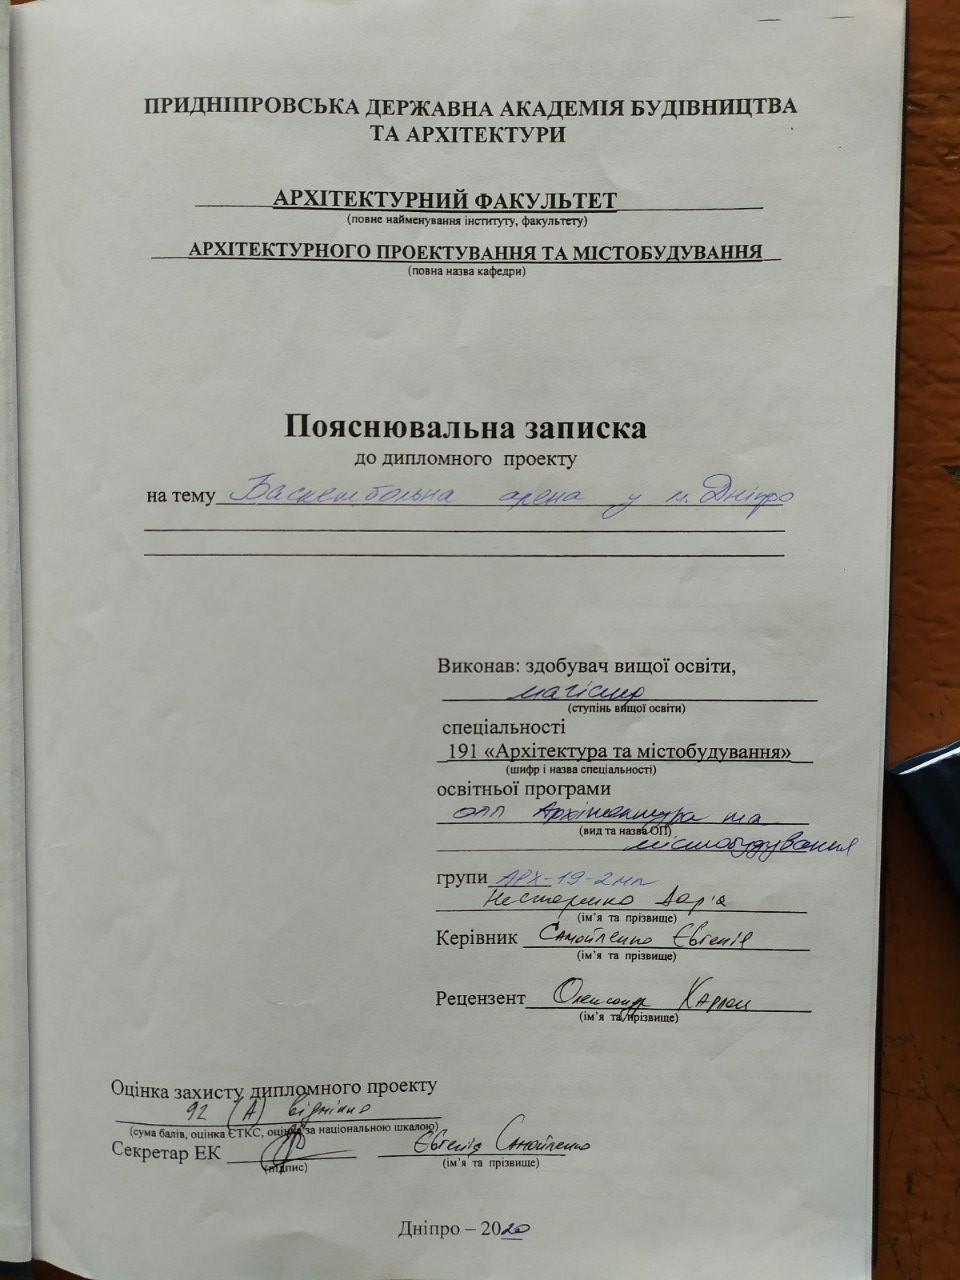 ПРИДНІПРОВСЬКА ДЕРЖАВНА АКАДЕМІЯ БУДІВНИЦТВА
ТА АРХІТЕКТУРИ
АРХІТЕКТУРНИЙ ФАКУЛЬТЕТ
(повне найменування інституту, факультету)
АРХІТЕКТУРНОГО ПРОЕКТУВАННЯ ТА МІСТОБУДУВАННЯ
(повна назва кафедри)
Пояснювальна записка
до дипломного проекту
на тему Баскетбольна арена у м. Дніпро
Виконав: здобувач вищої освіти,
магістр
(ступінь вищої освіти)
спеціальності
191 «Архітектура та містобудування»
(шифр і назва спеціальності)
освітньої програми
ОПП Архітектура та
(вид та назва ОП)
містобудування
групи АРХ-19-2мп
Нестеренко Дар'я
(ім’я та прізвище)
Керівник Самойленко Євгенія
(ім’я та прізвище)
Рецензент Олександр
(ім’я та прізвище)
Оцінка захисту дипломного проекту
92 (А) відмінно
(сума балів, оцінка ЄТКС, оцінка за національною шкалою)
Секретар ЕК Євгенія Самойленко
(підпис) (ім’я та прізвище)
Дніпро – 2020